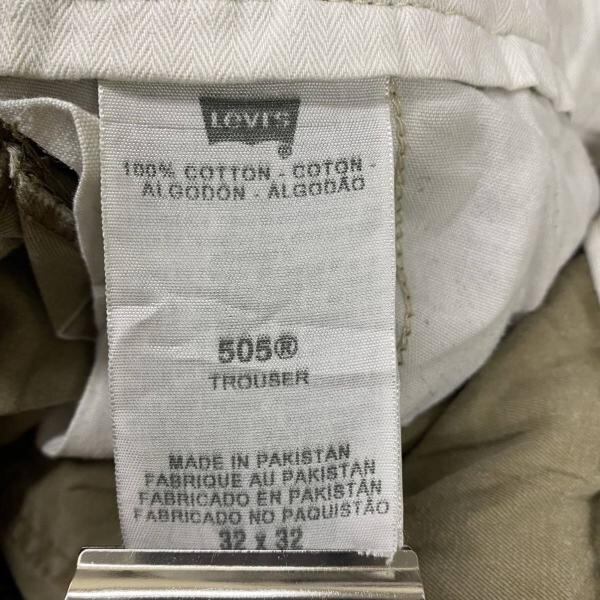 Levi's
®
100% COTTON - COTON -
ALGODÓN - ALGODÃO
505®
TROUSER
MADE IN PAKISTAN
FABRIQUE AU PAKISTAN
FABRICADO EN PAKISTAN
FABRICADO NO PAQUISTÃO
32 x 32